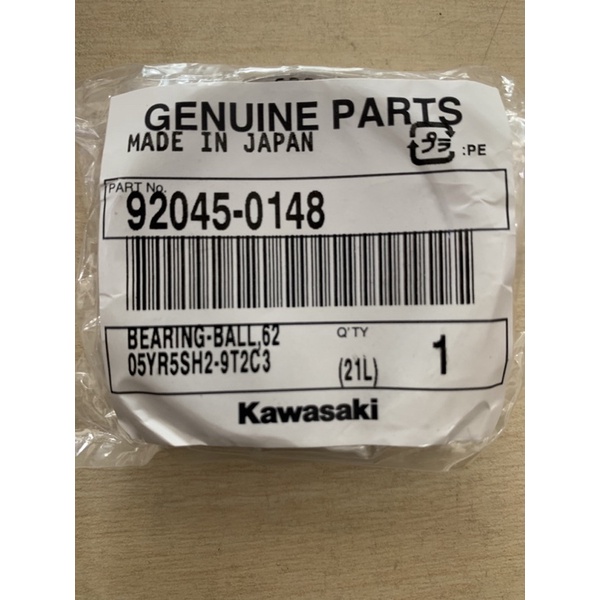 GENUINE PARTS
MADE IN JAPAN
プラ :PE
PART No.
92045-0148
BEARING-BALL,62 Q'TY
05YR5SH2-9T2C3 (21L) 1
Kawasaki